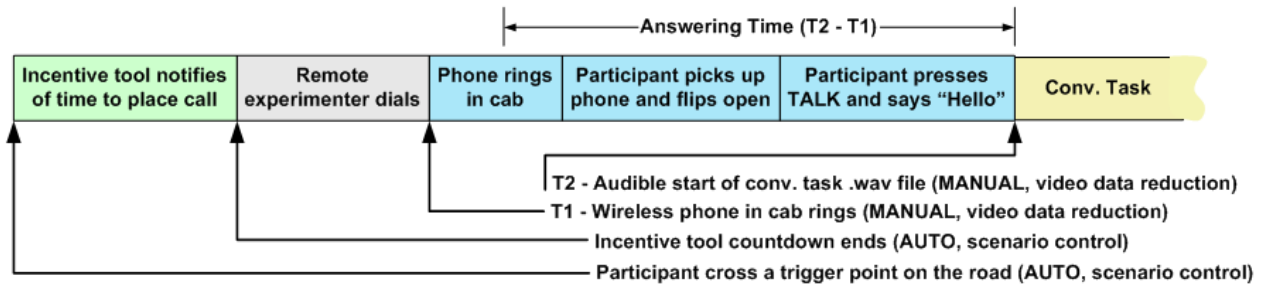 Answering Time (T2 - T1)
Incentive tool notifies
of time to place call
Remote
experimenter dials
Phone rings
in cab
Participant picks up
phone and flips open
Participant presses
TALK and says “Hello”
Conv. Task
T2 - Audible start of conv. task .wav file (MANUAL, video data reduction)
T1 - Wireless phone in cab rings (MANUAL, video data reduction)
Incentive tool countdown ends (AUTO, scenario control)
Participant cross a trigger point on the road (AUTO, scenario control)